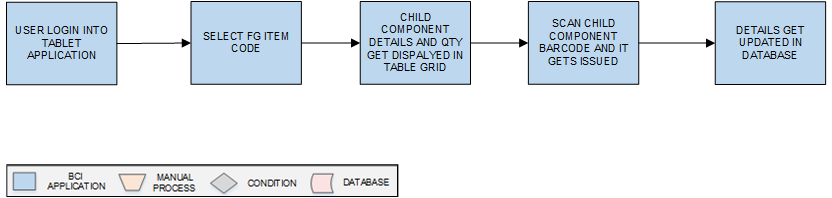 USER LOGIN INTO
TABLET
APPLICATION
SELECT FG ITEM
CODE
CHILD
COMPONENT
DETAILS AND QTY
GET DISPALYED IN
TABLE GRID
SCAN CHILD
COMPONENT
BARCODE AND IT
GETS ISSUED
DETAILS GET
UPDATED IN
DATABASE
BCI
APPLICATION
MANUAL
PROCESS
CONDITION
DATABASE